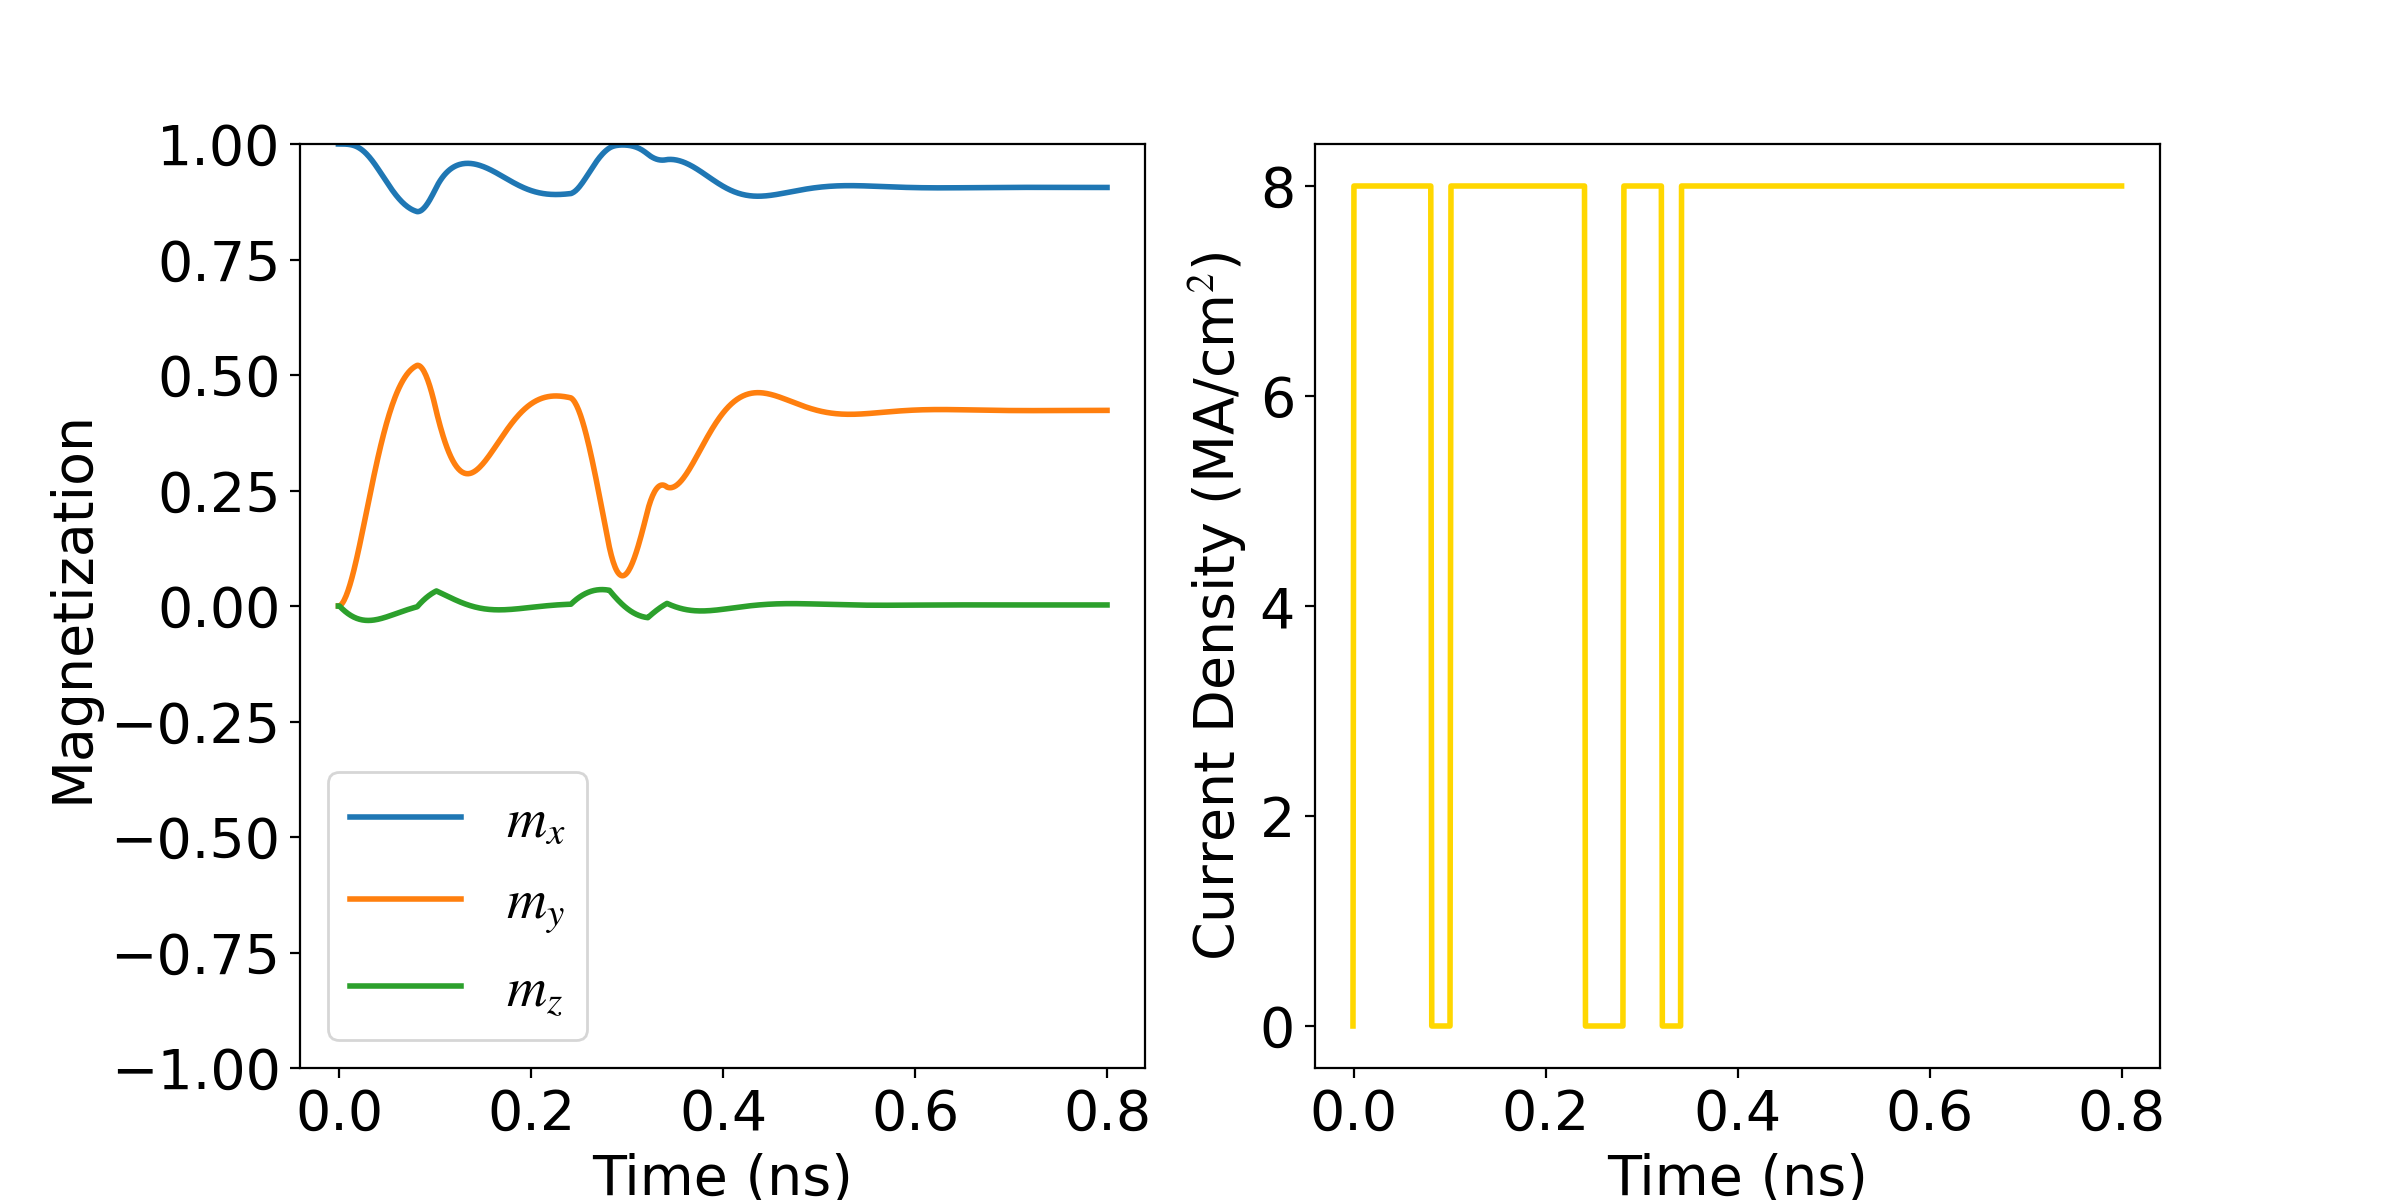 Magnetization
1.00
0.75
0.50
0.25
0.00
−0.25
−0.50
−0.75
−1.00
m_x
m_y
m_z
0.0 0.2 0.4 0.6 0.8
Time (ns)
Current Density (MA/cm²)
8
6
4
2
0
0.0 0.2 0.4 0.6 0.8
Time (ns)